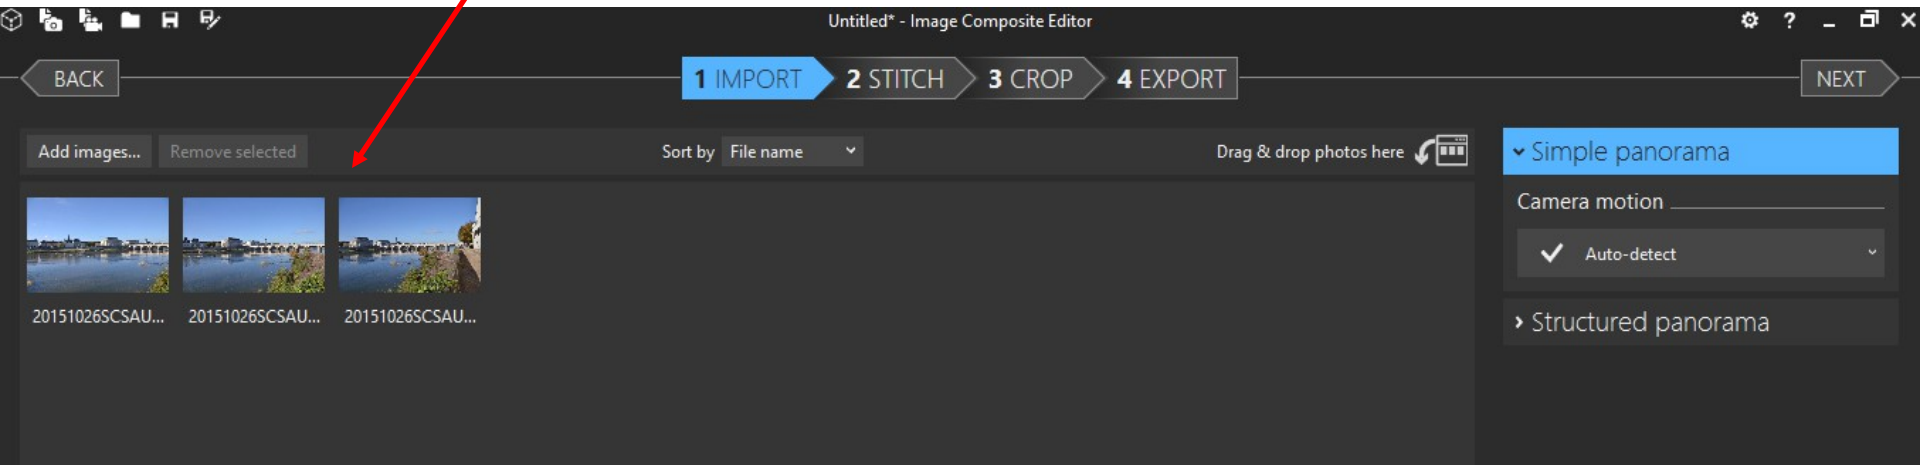 Untitled* - Image Composite Editor
?
BACK
1 IMPORT
2 STITCH
3 CROP
4 EXPORT
NEXT
Add images...
Remove selected
Sort by
File name
Drag & drop photos here
Simple panorama
Camera motion
Auto-detect
Structured panorama
20151026SCSAU...
20151026SCSAU...
20151026SCSAU...